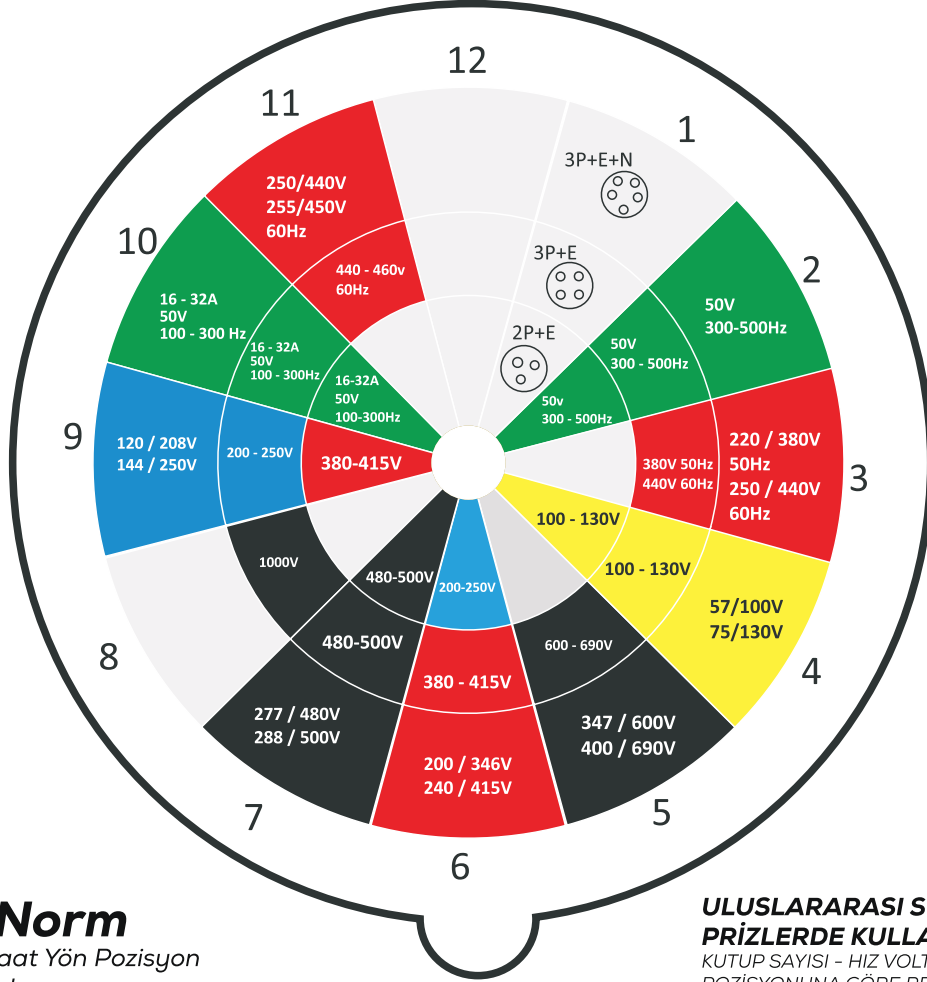 12
1
3P+E+N
3P+E
2P+E
2
50V
300-500Hz
50V
300 - 500Hz
50v
300 - 500Hz
3
220 / 380V
50Hz
250 / 440V
60Hz
380V 50Hz
440V 60Hz
4
57/100V
75/130V
100 - 130V
100 - 130V
5
347 / 600V
400 / 690V
600 - 690V
6
200 / 346V
240 / 415V
380 - 415V
200-250V
7
277 / 480V
288 / 500V
480-500V
480-500V
8
1000V
9
120 / 208V
144 / 250V
200 - 250V
380-415V
10
16 - 32A
50V
100 - 300 Hz
16 - 32A
50V
100 - 300Hz
16-32A
50V
100-300Hz
11
250/440V
255/450V
60Hz
440 - 460v
60Hz
Norm
aat Yön Pozisyon
ULUSLARARASI S
PRİZLERDE KULLA
KUTUP SAYISI - HIZ VOLT